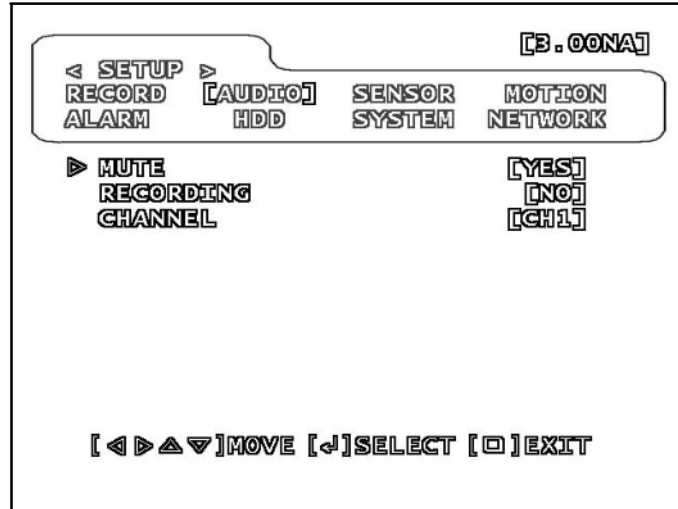 [3.00NA]
< SETUP >
RECORD [AUDIO] SENSOR MOTION
ALARM HDD SYSTEM NETWORK
▷ MUTE [YES]
RECORDING [NO]
CHANNEL [CH1]
[◁▷△▽]MOVE [↲]SELECT [□]EXIT